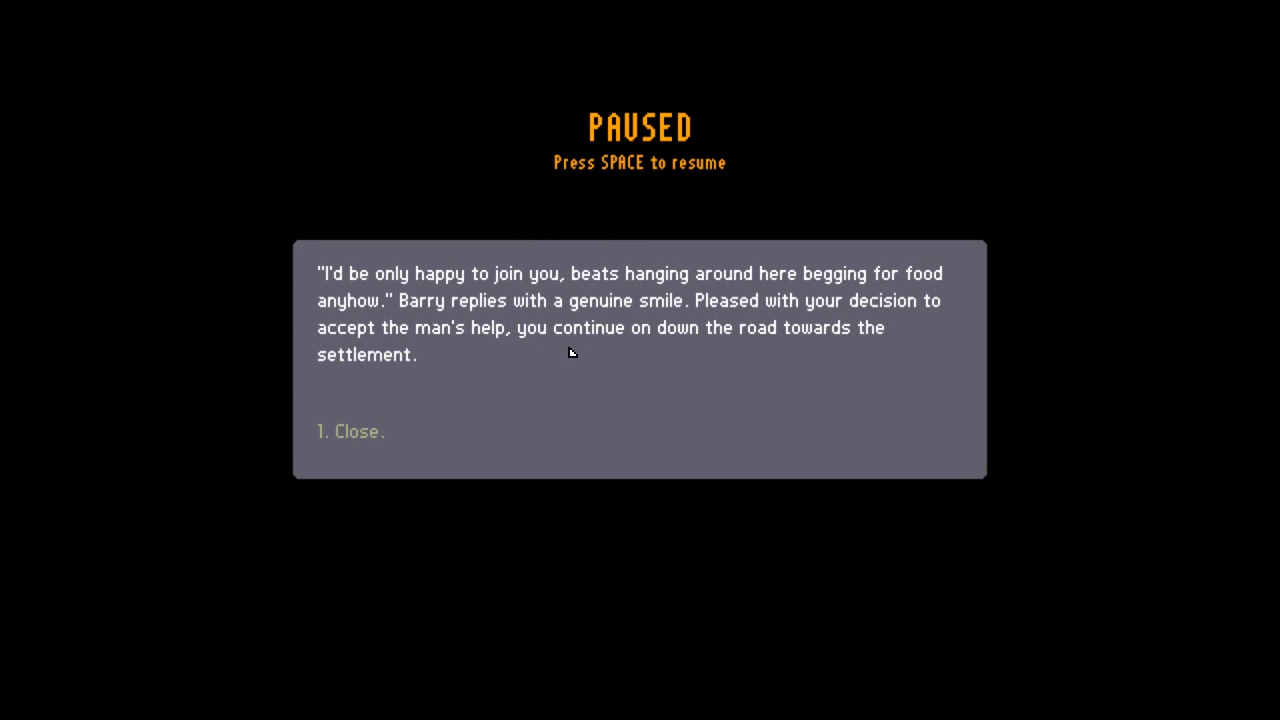 PAUSED
Press SPACE to resume
"I'd be only happy to join you, beats hanging around here begging for food
anyhow." Barry replies with a genuine smile. Pleased with your decision to
accept the man's help, you continue on down the road towards the
settlement.
1. Close.